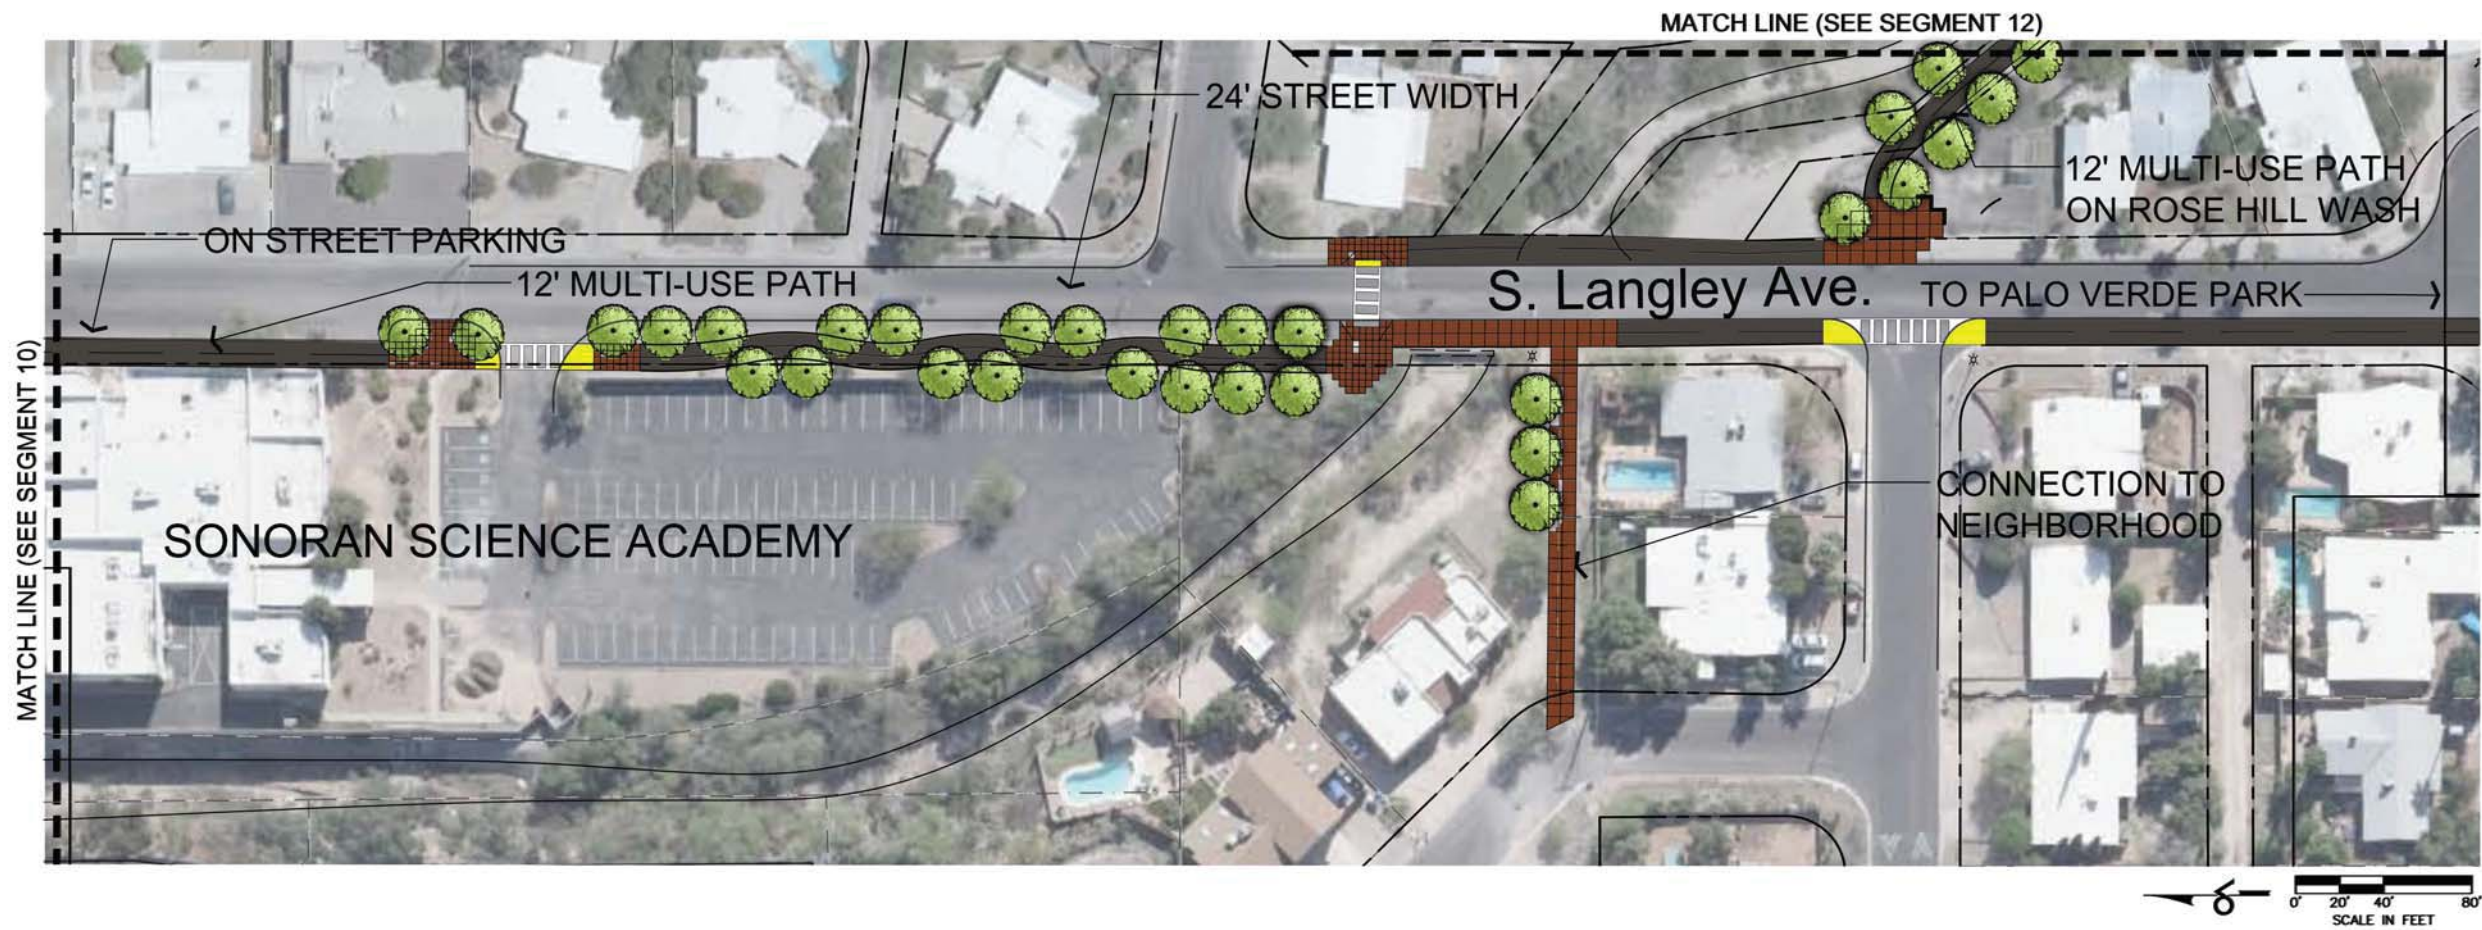 MATCH LINE (SEE SEGMENT 12)
24' STREET WIDTH
12' MULTI-USE PATH
ON ROSE HILL WASH
ON STREET PARKING
12' MULTI-USE PATH
S. Langley Ave.
TO PALO VERDE PARK
MATCH LINE (SEE SEGMENT 10)
CONNECTION TO
NEIGHBORHOOD
SONORAN SCIENCE ACADEMY
0' 20' 40' 80'
SCALE IN FEET